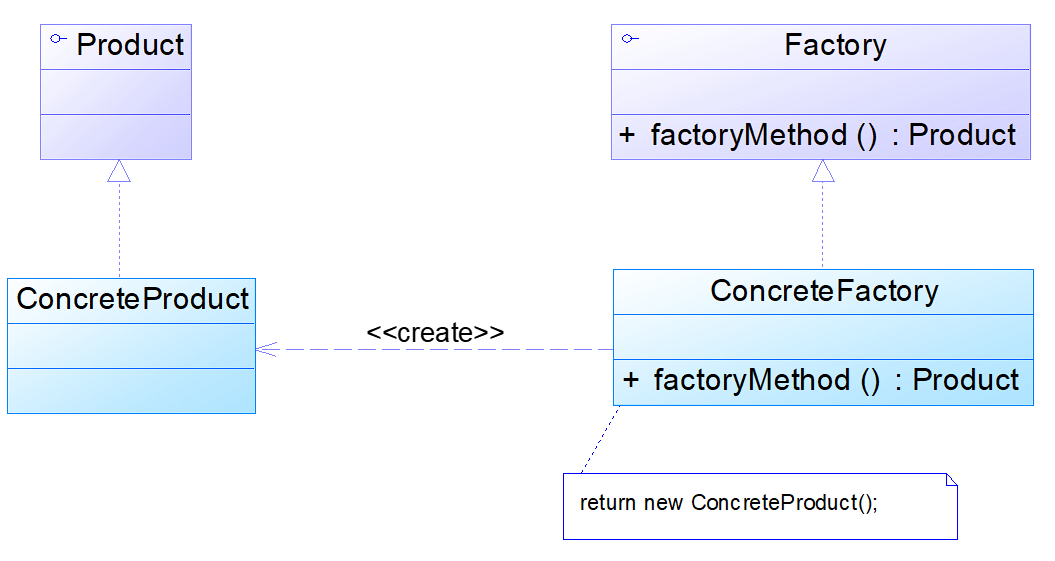 Product
Factory
+ factoryMethod () : Product
ConcreteProduct
ConcreteFactory
<<create>>
+ factoryMethod () : Product
return new ConcreteProduct();